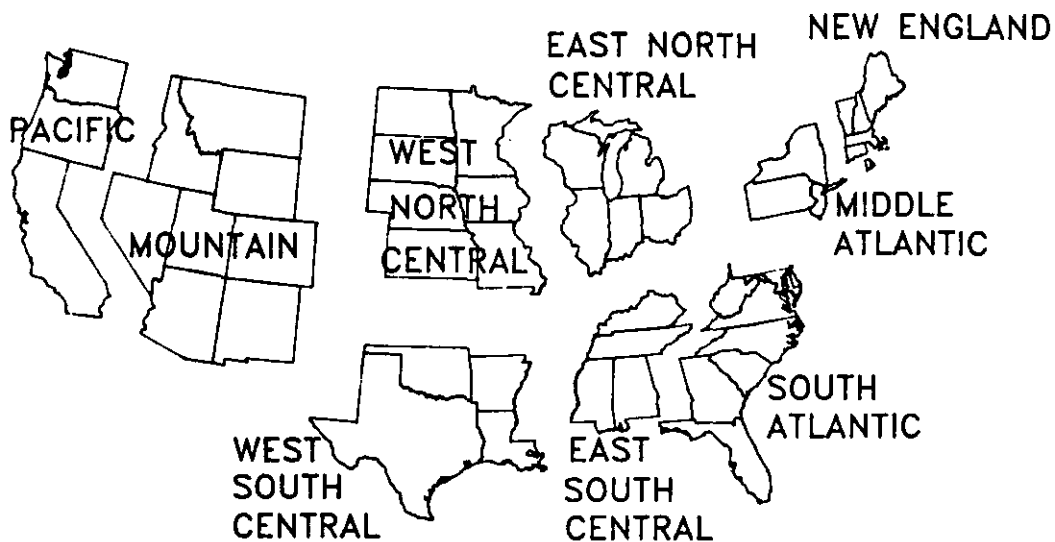 NEW ENGLAND
EAST NORTH
CENTRAL
PACIFIC
WEST
NORTH
CENTRAL
MOUNTAIN
MIDDLE
ATLANTIC
SOUTH
ATLANTIC
WEST
SOUTH
CENTRAL
EAST
SOUTH
CENTRAL